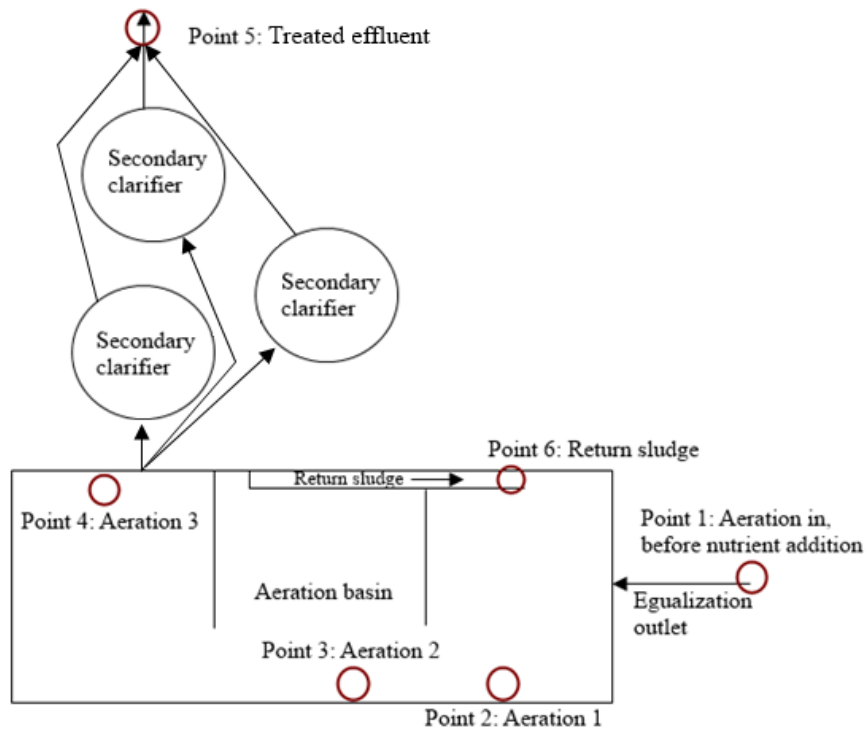 Point 5: Treated effluent
Secondary
clarifier
Secondary
clarifier
Secondary
clarifier
Point 6: Return sludge
Return sludge
Point 4: Aeration 3
Point 1: Aeration in,
before nutrient addition
Aeration basin
Egualization
outlet
Point 3: Aeration 2
Point 2: Aeration 1